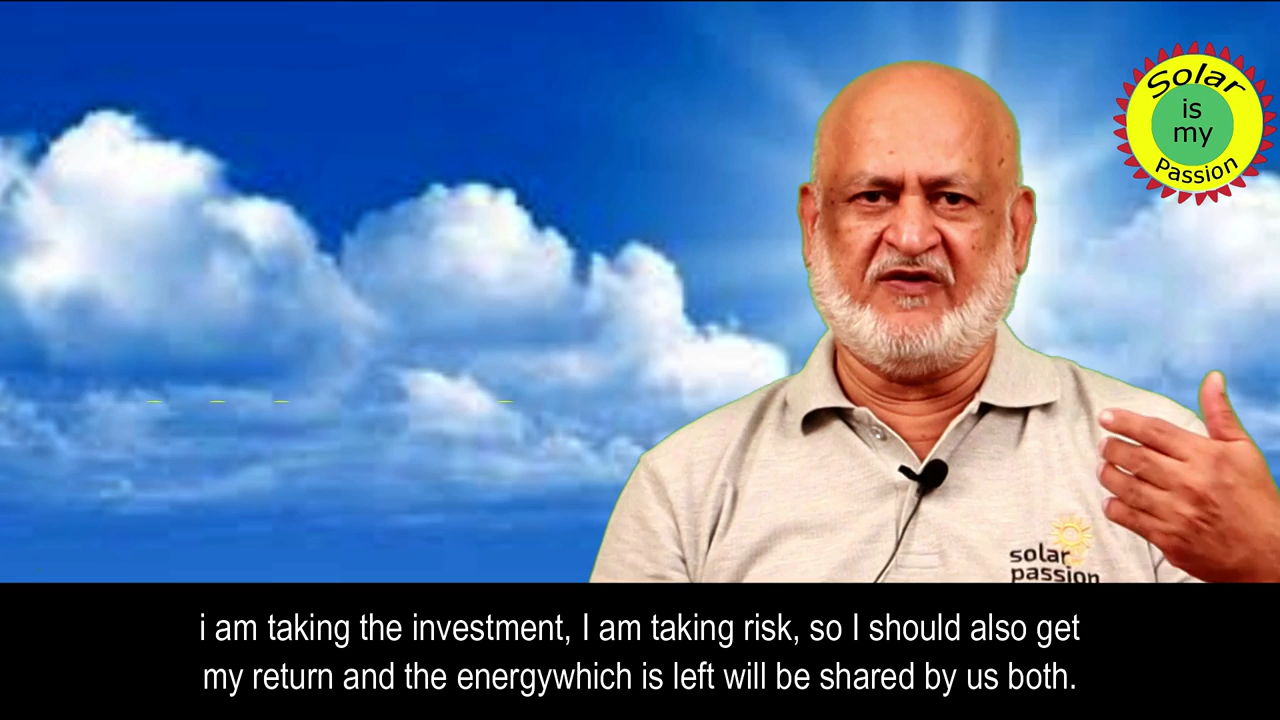 Solar
is
my
Passion
solar
passion
i am taking the investment, I am taking risk, so I should also get
my return and the energywhich is left will be shared by us both.